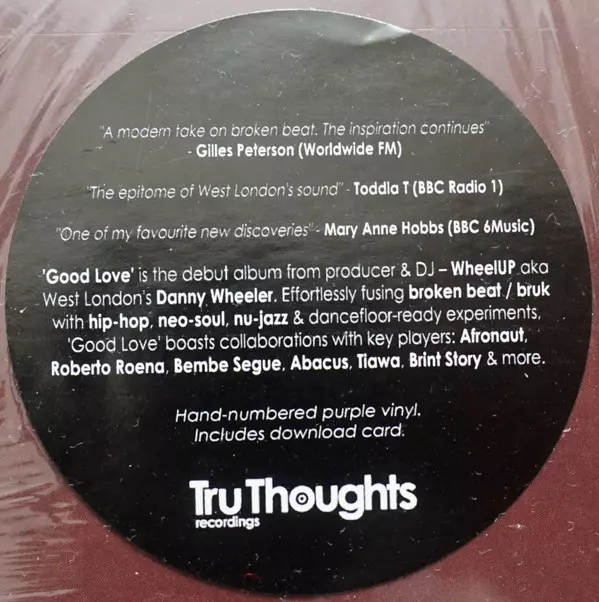 "A modern take on broken beat. The inspiration continues"
- Gilles Peterson (Worldwide FM)
"The epitome of West London's sound" - Toddla T (BBC Radio 1)
"One of my favourite new discoveries" - Mary Anne Hobbs (BBC 6Music)
'Good Love' is the debut album from producer & DJ – WheelUP aka
West London's Danny Wheeler. Effortlessly fusing broken beat / bruk
with hip-hop, neo-soul, nu-jazz & dancefloor-ready experiments,
'Good Love' boasts collaborations with key players: Afronaut,
Roberto Roena, Bembe Segue, Abacus, Tiawa, Brint Story & more.
Hand-numbered purple vinyl.
Includes download card.
Tru Thoughts
recordings